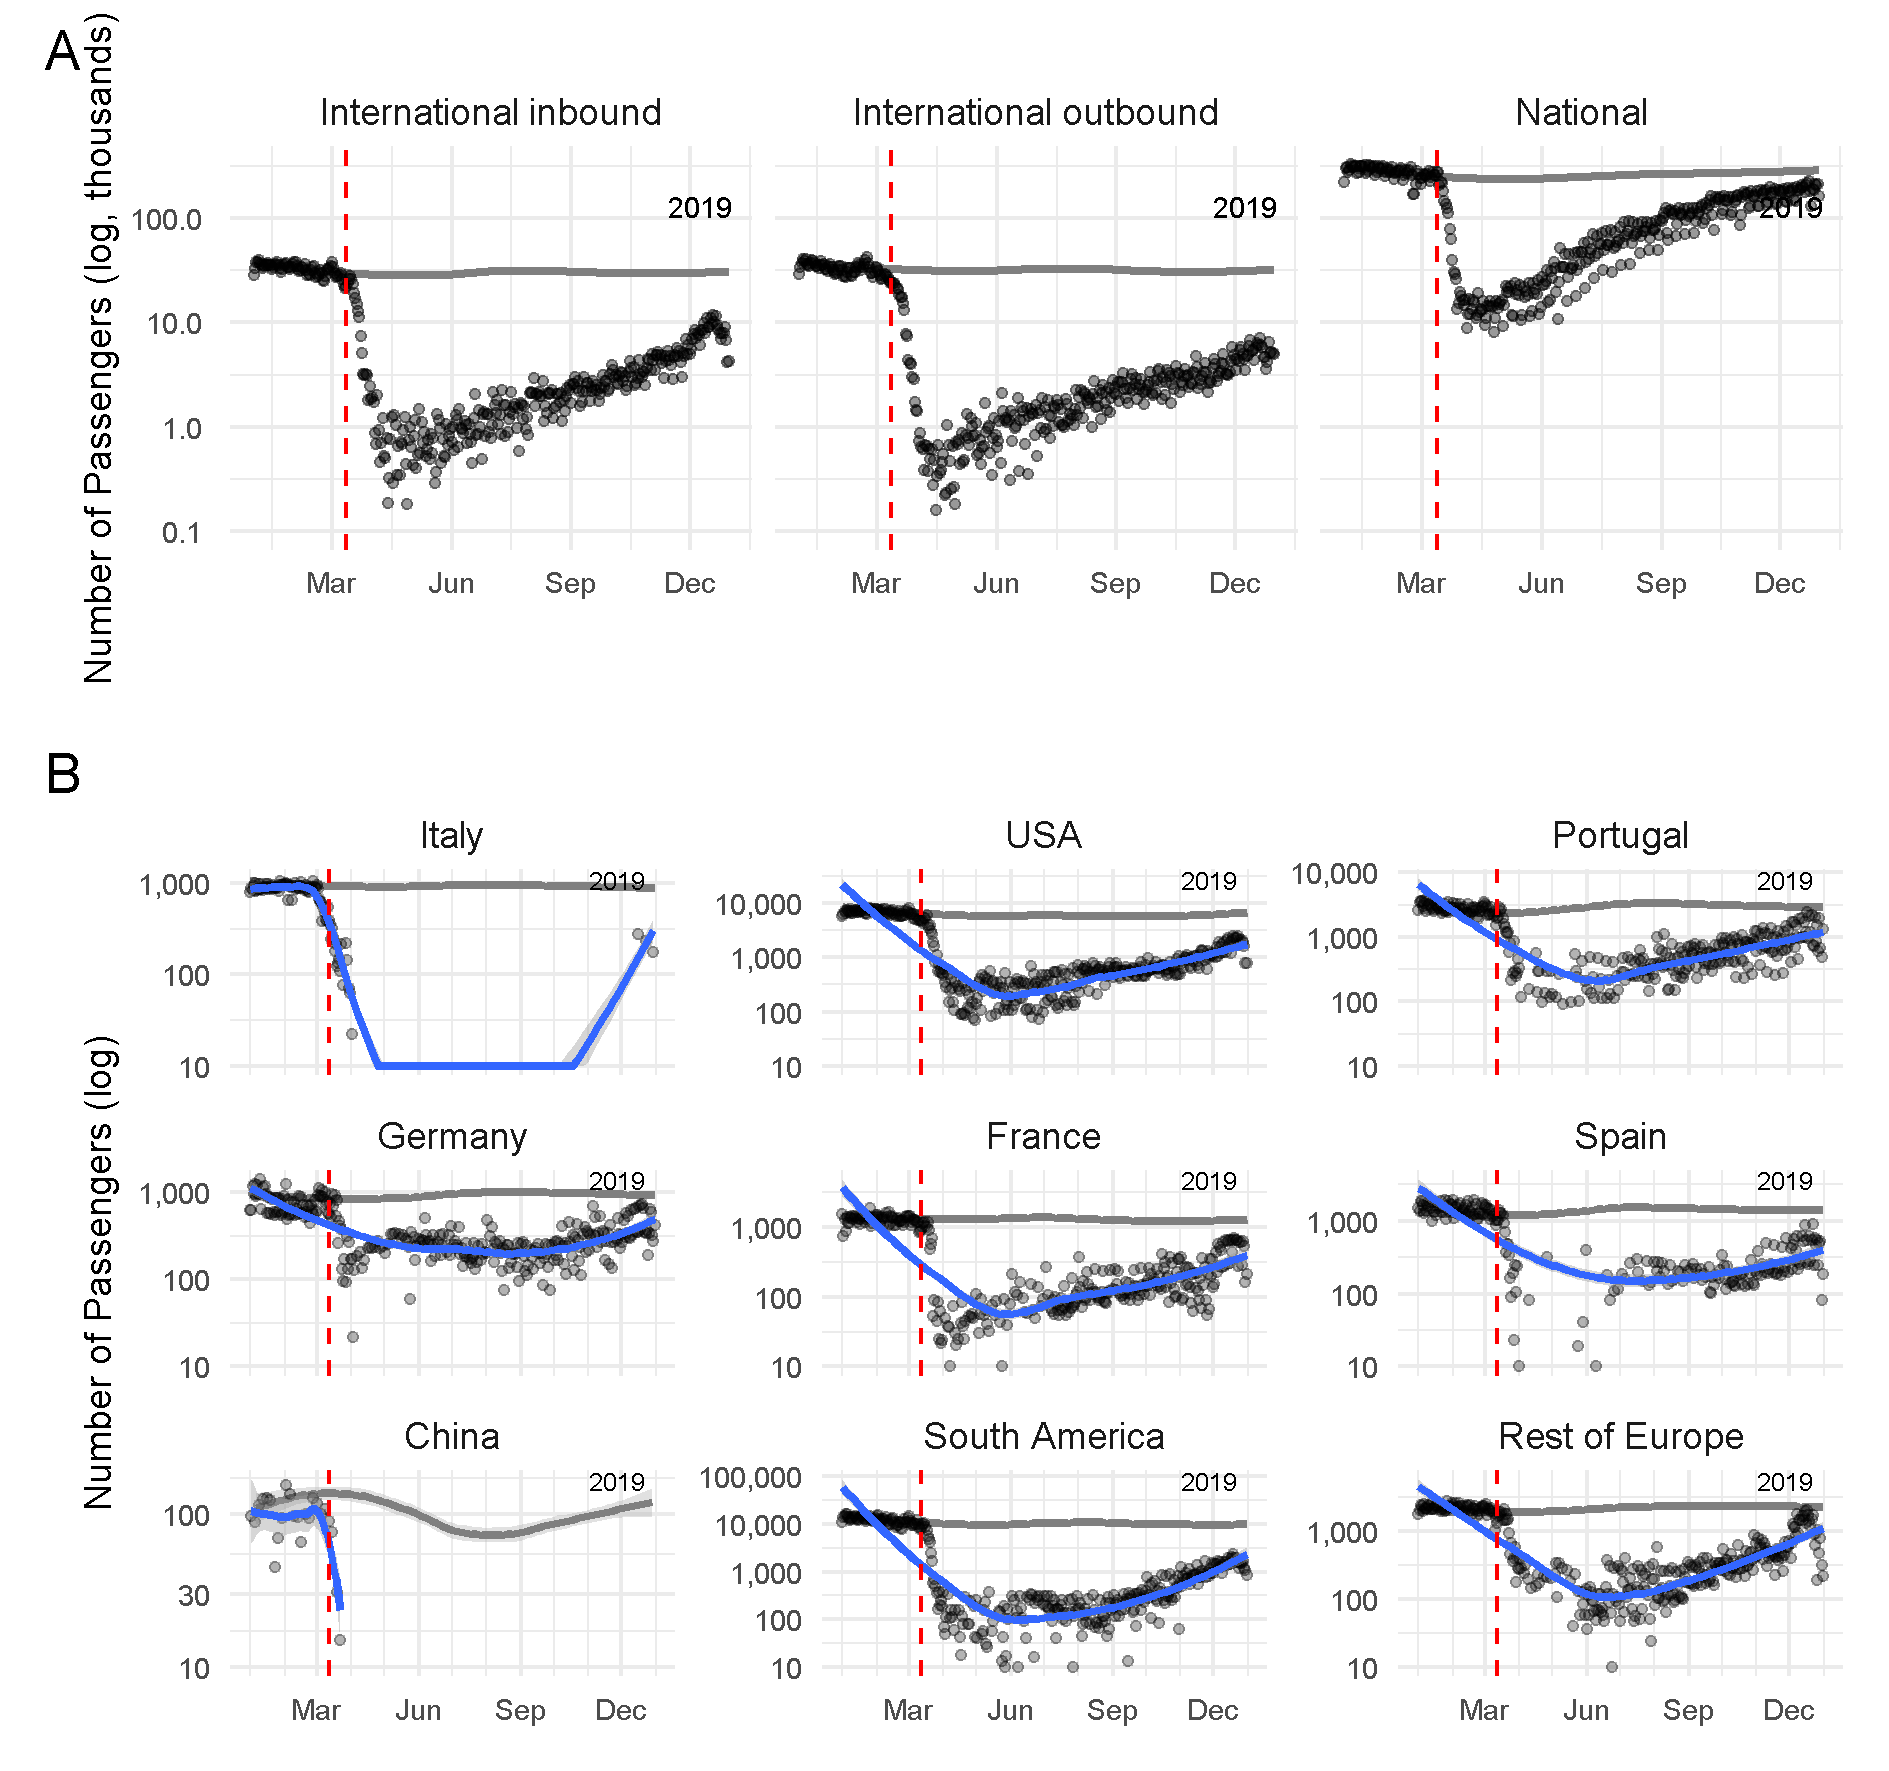 A
Number of Passengers (log, thousands)
International inbound
International outbound
National
2019
2019
2019
100.0
10.0
1.0
0.1
Mar Jun Sep Dec
Mar Jun Sep Dec
Mar Jun Sep Dec
B
Number of Passengers (log)
Italy
2019
1,000
100
10
USA
2019
10,000
1,000
100
10
Portugal
2019
10,000
1,000
100
10
Germany
2019
1,000
100
10
France
2019
1,000
100
10
Spain
2019
1,000
100
10
China
2019
100
30
10
Mar Jun Sep Dec
South America
2019
100,000
10,000
1,000
100
10
Mar Jun Sep Dec
Rest of Europe
2019
1,000
100
10
Mar Jun Sep Dec